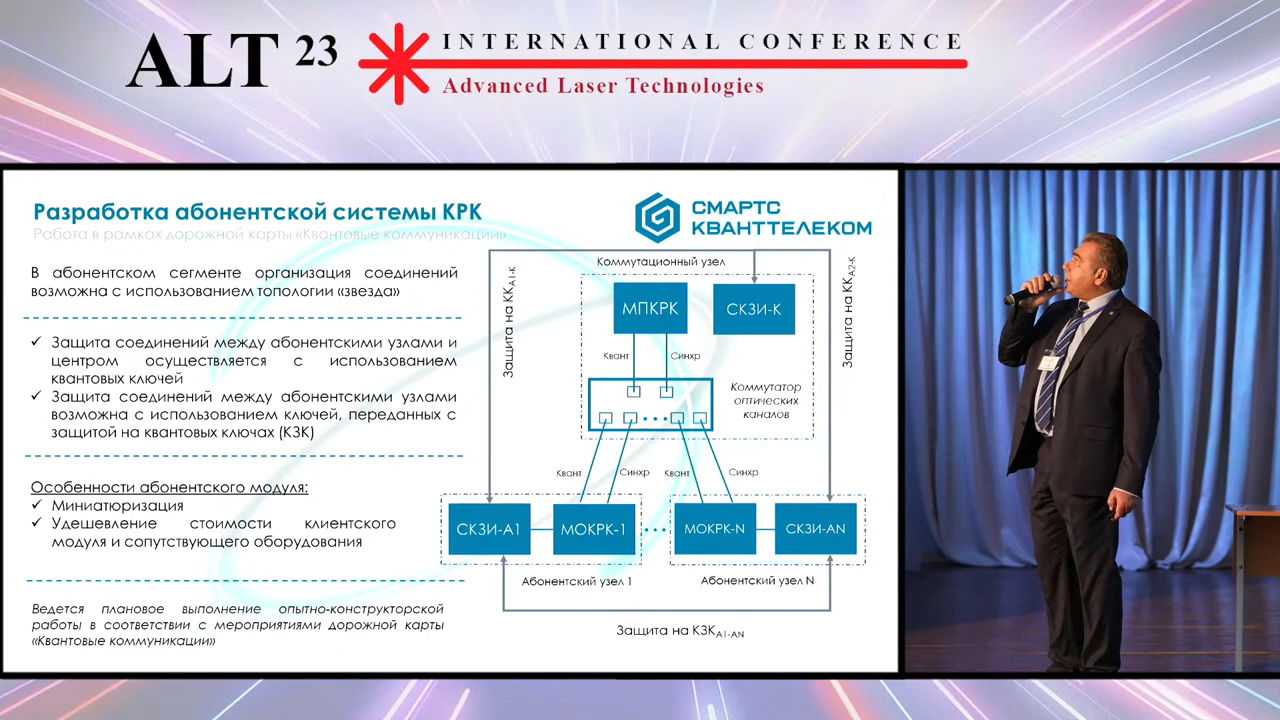 ALT 23
INTERNATIONAL CONFERENCE
Advanced Laser Technologies
Разработка абонентской системы КРК
Работа в рамках дорожной карты «Квантовые коммуникации»
СМАРТС
КВАНТТЕЛЕКОМ
В абонентском сегменте организация соединений
возможна с использованием топологии «звезда»
✓ Защита соединений между абонентскими узлами и
центром осуществляется с использованием
квантовых ключей
✓ Защита соединений между абонентскими узлами
возможна с использованием ключей, переданных с
защитой на квантовых ключах (КЗК)
Особенности абонентского модуля:
✓ Миниатюризация
✓ Удешевление стоимости клиентского
модуля и сопутствующего оборудования
Ведется плановое выполнение опытно-конструкторской
работы в соответствии с мероприятиями дорожной карты
«Квантовые коммуникации»
Коммутационный узел
Защита на КК А1-К
Защита на КК А2-К
МПКРК
СКЗИ-К
Квант
Синхр
Коммутатор
оптических
каналов
Квант
Синхр
Квант
Синхр
СКЗИ-А1
МОКРК-1
МОКРК-N
СКЗИ-AN
Абонентский узел 1
Абонентский узел N
Защита на КЗК А1-AN